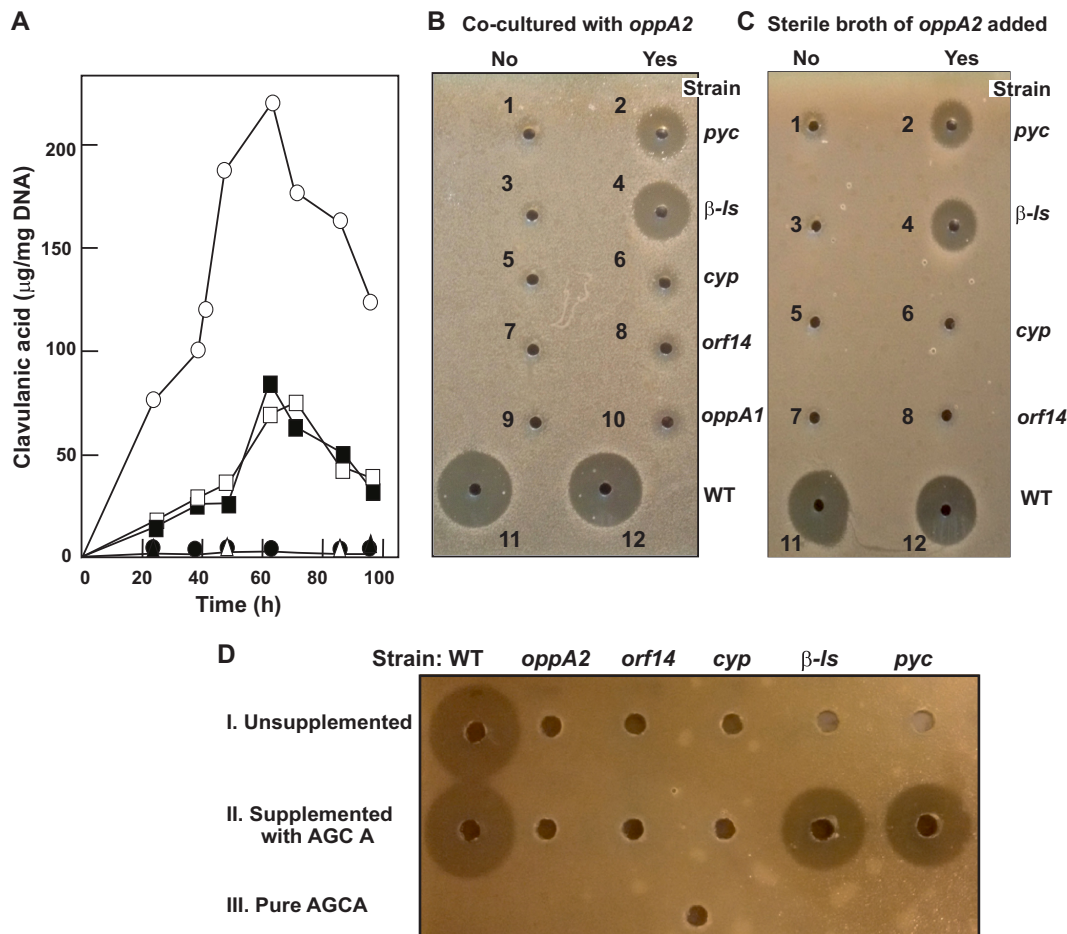 A
Clavulanic acid (μg/mg DNA)
200
150
100
50
0
0 20 40 60 80 100
Time (h)
B Co-cultured with oppA2
No Yes
Strain
1 2 pyc
3 4 β-ls
5 6 cyp
7 8 orf14
9 10 oppA1
WT
11 12
C Sterile broth of oppA2 added
No Yes
Strain
1 2 pyc
3 4 β-ls
5 6 cyp
7 8 orf14
WT
11 12
D Strain: WT oppA2 orf14 cyp β-ls pyc
I. Unsupplemented
II. Supplemented
with AGC A
III. Pure AGCA